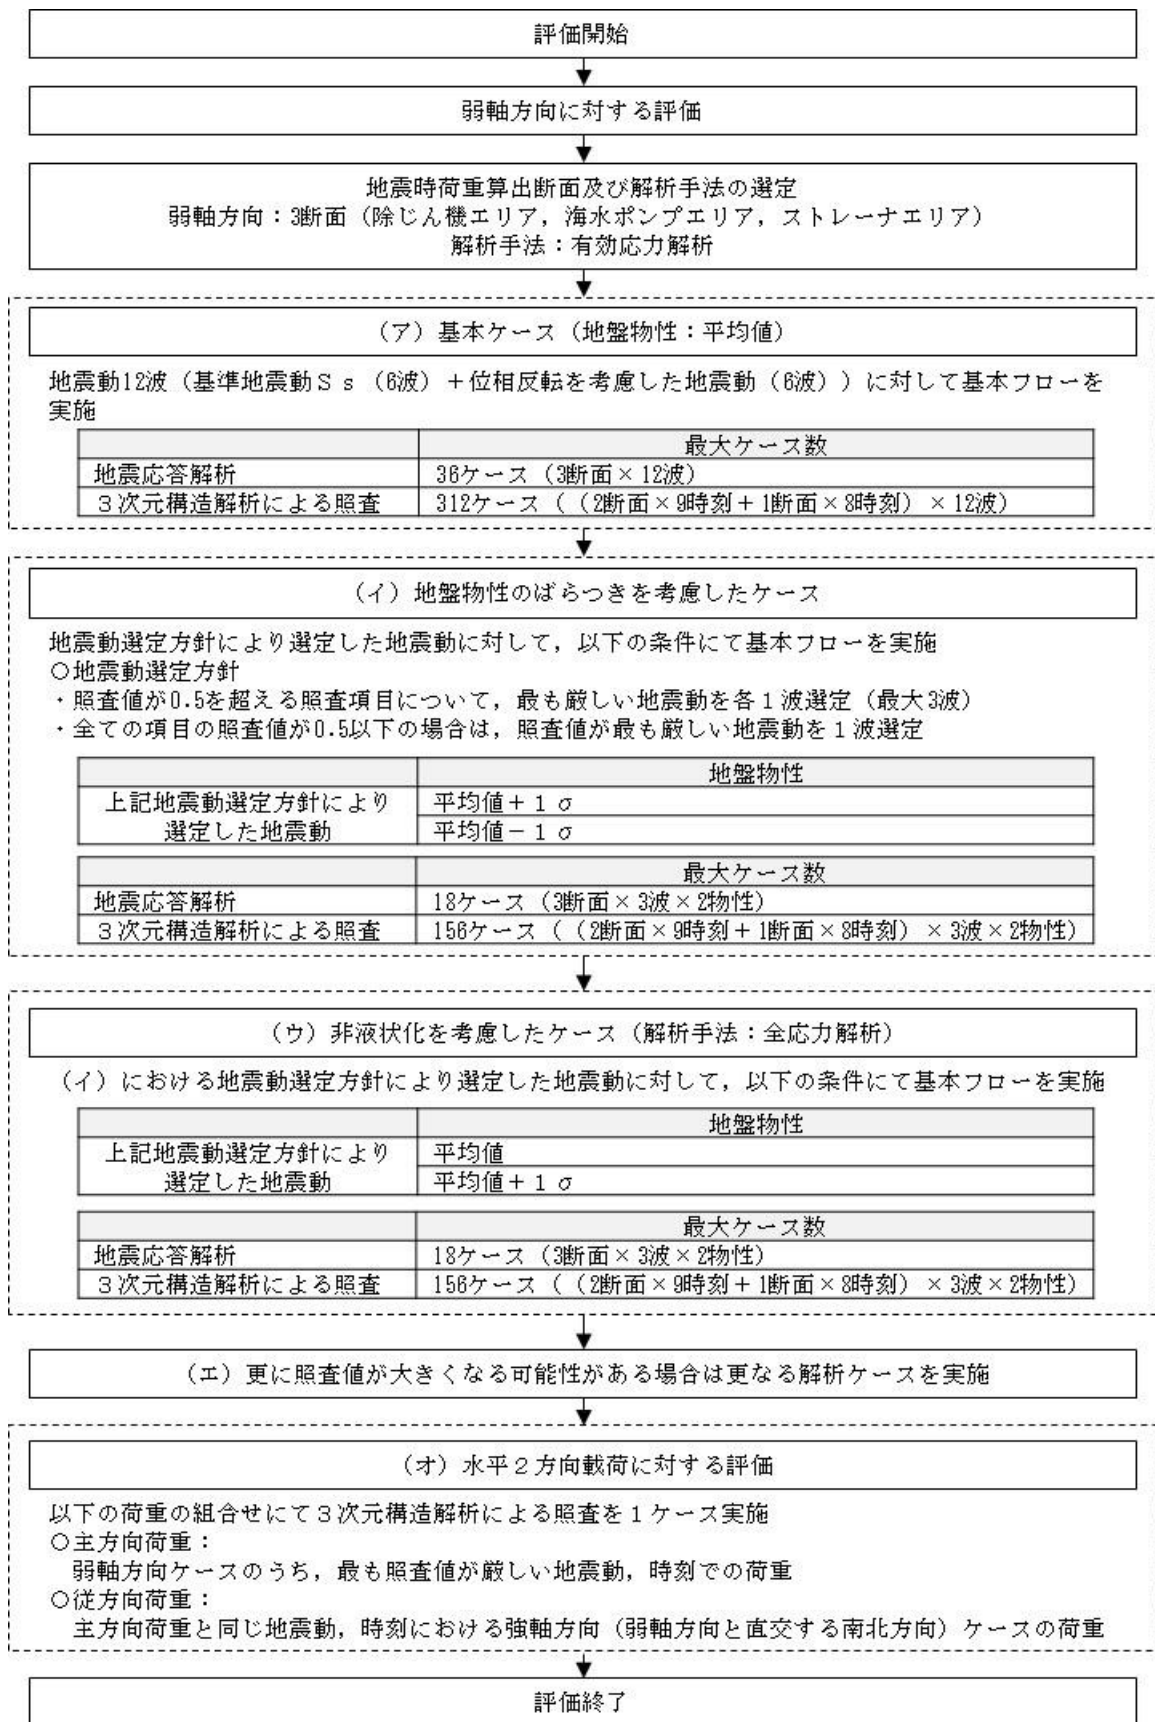 評価開始
弱軸方向に対する評価
地震時荷重算出断面及び解析手法の選定
弱軸方向：3断面（除じん機エリア，海水ポンプエリア，ストレーナエリア）
解析手法：有効応力解析
（ア）基本ケース（地盤物性：平均値）
地震動12波（基準地震動Ｓｓ（6波）＋位相反転を考慮した地震動（6波））に対して基本フローを
実施
最大ケース数
地震応答解析 36ケース（3断面×12波）
３次元構造解析による照査 312ケース（（2断面×9時刻＋1断面×8時刻）×12波）
（イ）地盤物性のばらつきを考慮したケース
地震動選定方針により選定した地震動に対して，以下の条件にて基本フローを実施
○地震動選定方針
・照査値が0.5を超える照査項目について，最も厳しい地震動を各１波選定（最大3波）
・全ての項目の照査値が0.5以下の場合は，照査値が最も厳しい地震動を１波選定
地盤物性
上記地震動選定方針により 平均値＋１σ
選定した地震動 平均値－１σ
最大ケース数
地震応答解析 18ケース（3断面×3波×2物性）
３次元構造解析による照査 156ケース（（2断面×9時刻＋1断面×8時刻）×3波×2物性）
（ウ）非液状化を考慮したケース（解析手法：全応力解析）
（イ）における地震動選定方針により選定した地震動に対して，以下の条件にて基本フローを実施
地盤物性
上記地震動選定方針により 平均値
選定した地震動 平均値＋１σ
最大ケース数
地震応答解析 18ケース（3断面×3波×2物性）
３次元構造解析による照査 156ケース（（2断面×9時刻＋1断面×8時刻）×3波×2物性）
（エ）更に照査値が大きくなる可能性がある場合は更なる解析ケースを実施
（オ）水平２方向載荷に対する評価
以下の荷重の組合せにて３次元構造解析による照査を１ケース実施
○主方向荷重：
弱軸方向ケースのうち，最も照査値が厳しい地震動，時刻での荷重
○従方向荷重：
主方向荷重と同じ地震動，時刻における強軸方向（弱軸方向と直交する南北方向）ケースの荷重
評価終了